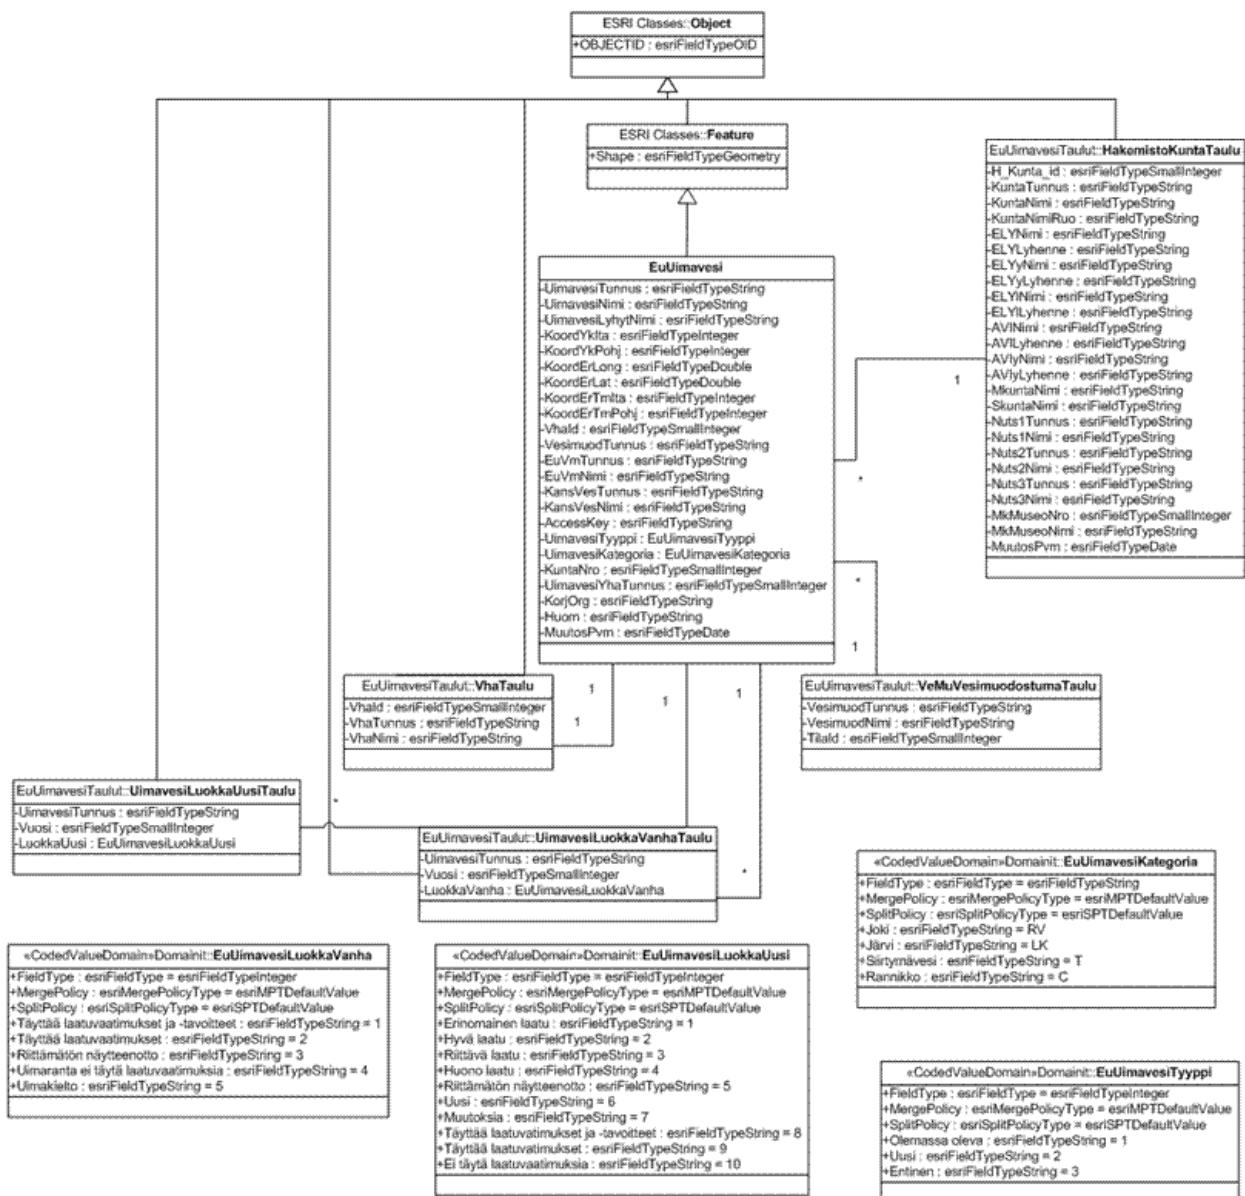 ESRI Classes::Object
+OBJECTID : esriFieldTypeOID
ESRI Classes::Feature
+Shape : esriFieldTypeGeometry
EuUimavesiTaulut::HakemistoKuntaTaulu
-H_Kunta_id : esriFieldTypeSmallInteger
-KuntaTunnus : esriFieldTypeString
-KuntaNimi : esriFieldTypeString
-KuntaNimiRuo : esriFieldTypeString
-ELYNimi : esriFieldTypeString
-ELYLyhenne : esriFieldTypeString
-ELYyNimi : esriFieldTypeString
-ELYyLyhenne : esriFieldTypeString
-ELYlNimi : esriFieldTypeString
-ELYlLyhenne : esriFieldTypeString
-AVINimi : esriFieldTypeString
-AVILyhenne : esriFieldTypeString
-AVIyNimi : esriFieldTypeString
-AVIyLyhenne : esriFieldTypeString
-MkuntaNimi : esriFieldTypeString
-SkuntaNimi : esriFieldTypeString
-Nuts1Tunnus : esriFieldTypeString
-Nuts1Nimi : esriFieldTypeString
-Nuts2Tunnus : esriFieldTypeString
-Nuts2Nimi : esriFieldTypeString
-Nuts3Tunnus : esriFieldTypeString
-Nuts3Nimi : esriFieldTypeString
-MkMuseoNro : esriFieldTypeSmallInteger
-MkMuseoNimi : esriFieldTypeString
-MuutosPvm : esriFieldTypeDate
EuUimavesi
-UimavesiTunnus : esriFieldTypeString
-UimavesiNimi : esriFieldTypeString
-UimavesiLyhytNimi : esriFieldTypeString
-KoordYkIta : esriFieldTypeInteger
-KoordYkPohj : esriFieldTypeInteger
-KoordErLong : esriFieldTypeDouble
-KoordErLat : esriFieldTypeDouble
-KoordErTmIta : esriFieldTypeInteger
-KoordErTmPohj : esriFieldTypeInteger
-VhaId : esriFieldTypeSmallInteger
-VesimuodTunnus : esriFieldTypeString
-EuVmTunnus : esriFieldTypeString
-EuVmNimi : esriFieldTypeString
-KansVesTunnus : esriFieldTypeString
-KansVesNimi : esriFieldTypeString
-AccessKey : esriFieldTypeString
-UimavesiTyyppi : EuUimavesiTyyppi
-UimavesiKategoria : EuUimavesiKategoria
-KuntaNro : esriFieldTypeSmallInteger
-UimavesiYhaTunnus : esriFieldTypeSmallInteger
-KorjOrg : esriFieldTypeString
-Huom : esriFieldTypeString
-MuutosPvm : esriFieldTypeDate
1
*
*
1
1
1
1
1
EuUimavesiTaulut::VhaTaulu
-VhaId : esriFieldTypeSmallInteger
-VhaTunnus : esriFieldTypeString
-VhaNimi : esriFieldTypeString
EuUimavesiTaulut::VeMuVesimuodostumaTaulu
-VesimuodTunnus : esriFieldTypeString
-VesimuodNimi : esriFieldTypeString
-TilaId : esriFieldTypeSmallInteger
EuUimavesiTaulut::UimavesiLuokkaUusiTaulu
-UimavesiTunnus : esriFieldTypeString
-Vuosi : esriFieldTypeSmallInteger
-LuokkaUusi : EuUimavesiLuokkaUusi
*
EuUimavesiTaulut::UimavesiLuokkaVanhaTaulu
-UimavesiTunnus : esriFieldTypeString
-Vuosi : esriFieldTypeSmallInteger
-LuokkaVanha : EuUimavesiLuokkaVanha
*
«CodedValueDomain»Domainit::EuUimavesiKategoria
+FieldType : esriFieldType = esriFieldTypeString
+MergePolicy : esriMergePolicyType = esriMPTDefaultValue
+SplitPolicy : esriSplitPolicyType = esriSPTDefaultValue
+Joki : esriFieldTypeString = RV
+Järvi : esriFieldTypeString = LK
+Siirtymävesi : esriFieldTypeString = T
+Rannikko : esriFieldTypeString = C
«CodedValueDomain»Domainit::EuUimavesiLuokkaVanha
+FieldType : esriFieldType = esriFieldTypeInteger
+MergePolicy : esriMergePolicyType = esriMPTDefaultValue
+SplitPolicy : esriSplitPolicyType = esriSPTDefaultValue
+Täyttää laatuvaatimukset ja -tavoitteet : esriFieldTypeString = 1
+Täyttää laatuvaatimukset : esriFieldTypeString = 2
+Riittämätön näytteenotto : esriFieldTypeString = 3
+Uimaranta ei täytä laatuvaatimuksia : esriFieldTypeString = 4
+Uimakielto : esriFieldTypeString = 5
«CodedValueDomain»Domainit::EuUimavesiLuokkaUusi
+FieldType : esriFieldType = esriFieldTypeInteger
+MergePolicy : esriMergePolicyType = esriMPTDefaultValue
+SplitPolicy : esriSplitPolicyType = esriSPTDefaultValue
+Erinomainen laatu : esriFieldTypeString = 1
+Hyvä laatu : esriFieldTypeString = 2
+Riittävä laatu : esriFieldTypeString = 3
+Huono laatu : esriFieldTypeString = 4
+Riittämätön näytteenotto : esriFieldTypeString = 5
+Uusi : esriFieldTypeString = 6
+Muutoksia : esriFieldTypeString = 7
+Täyttää laatuvatimukset ja -tavoitteet : esriFieldTypeString = 8
+Täyttää laatuvatimukset : esriFieldTypeString = 9
+Ei täytä laatuvaatimuksia : esriFieldTypeString = 10
«CodedValueDomain»Domainit::EuUimavesiTyyppi
+FieldType : esriFieldType = esriFieldTypeInteger
+MergePolicy : esriMergePolicyType = esriMPTDefaultValue
+SplitPolicy : esriSplitPolicyType = esriSPTDefaultValue
+Olemassa oleva : esriFieldTypeString = 1
+Uusi : esriFieldTypeString = 2
+Entinen : esriFieldTypeString = 3